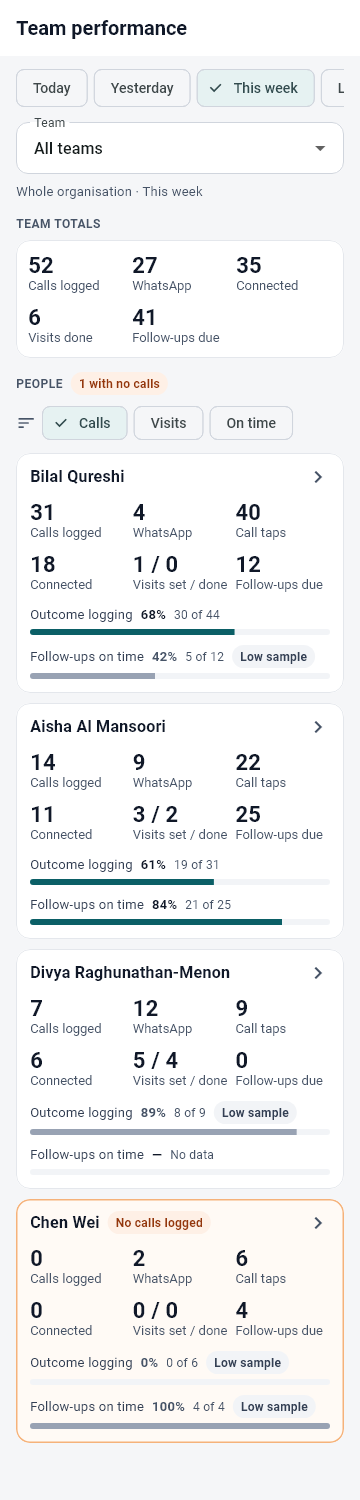 Team performance
Today Yesterday This week L
Team
All teams
Whole organisation · This week
TEAM TOTALS
52 27 35
Calls logged WhatsApp Connected
6 41
Visits done Follow-ups due
PEOPLE 1 with no calls
Calls Visits On time
Bilal Qureshi
31 4 40
Calls logged WhatsApp Call taps
18 1 / 0 12
Connected Visits set / done Follow-ups due
Outcome logging 68% 30 of 44
Follow-ups on time 42% 5 of 12 Low sample
Aisha Al Mansoori
14 9 22
Calls logged WhatsApp Call taps
11 3 / 2 25
Connected Visits set / done Follow-ups due
Outcome logging 61% 19 of 31
Follow-ups on time 84% 21 of 25
Divya Raghunathan-Menon
7 12 9
Calls logged WhatsApp Call taps
6 5 / 4 0
Connected Visits set / done Follow-ups due
Outcome logging 89% 8 of 9 Low sample
Follow-ups on time — No data
Chen Wei No calls logged
0 2 6
Calls logged WhatsApp Call taps
0 0 / 0 4
Connected Visits set / done Follow-ups due
Outcome logging 0% 0 of 6 Low sample
Follow-ups on time 100% 4 of 4 Low sample